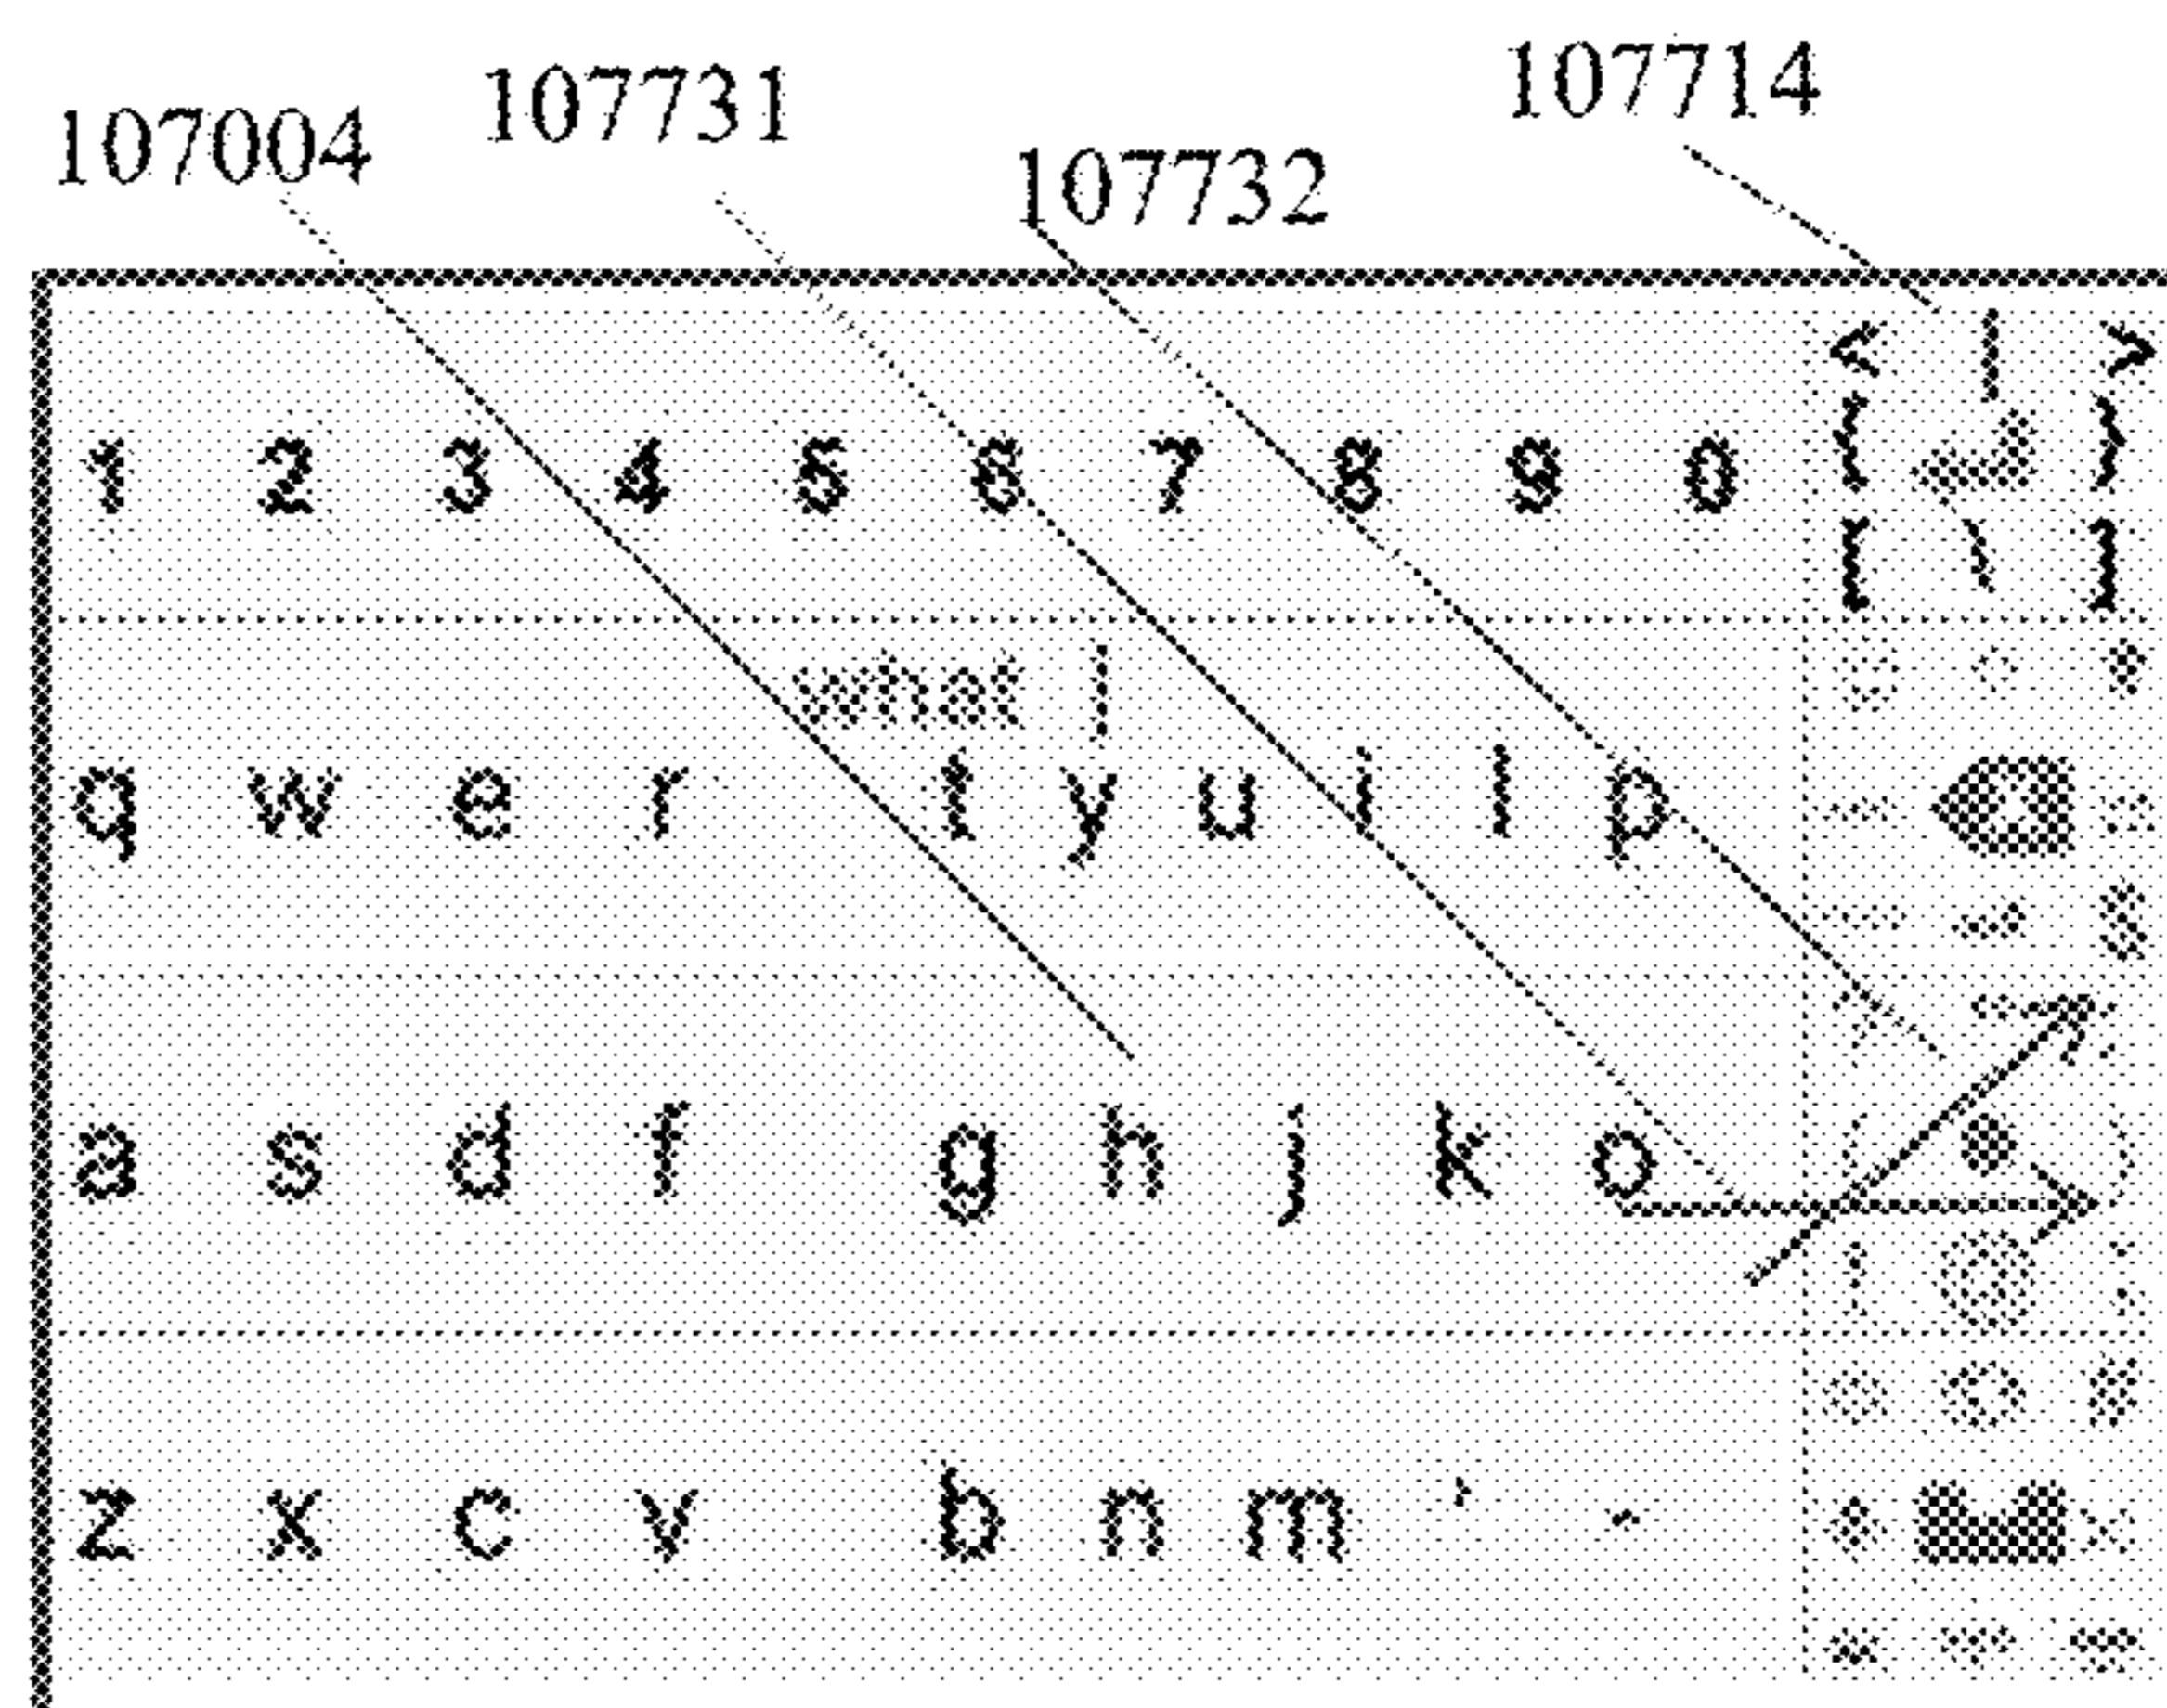 107004 107731 107732 107714
< | >
1 2 3 4 5 6 7 8 9 0 { }
[ \ ]
what |
q w e r t y u i l p
a s d f g h j k o
z x c v b n m ' -